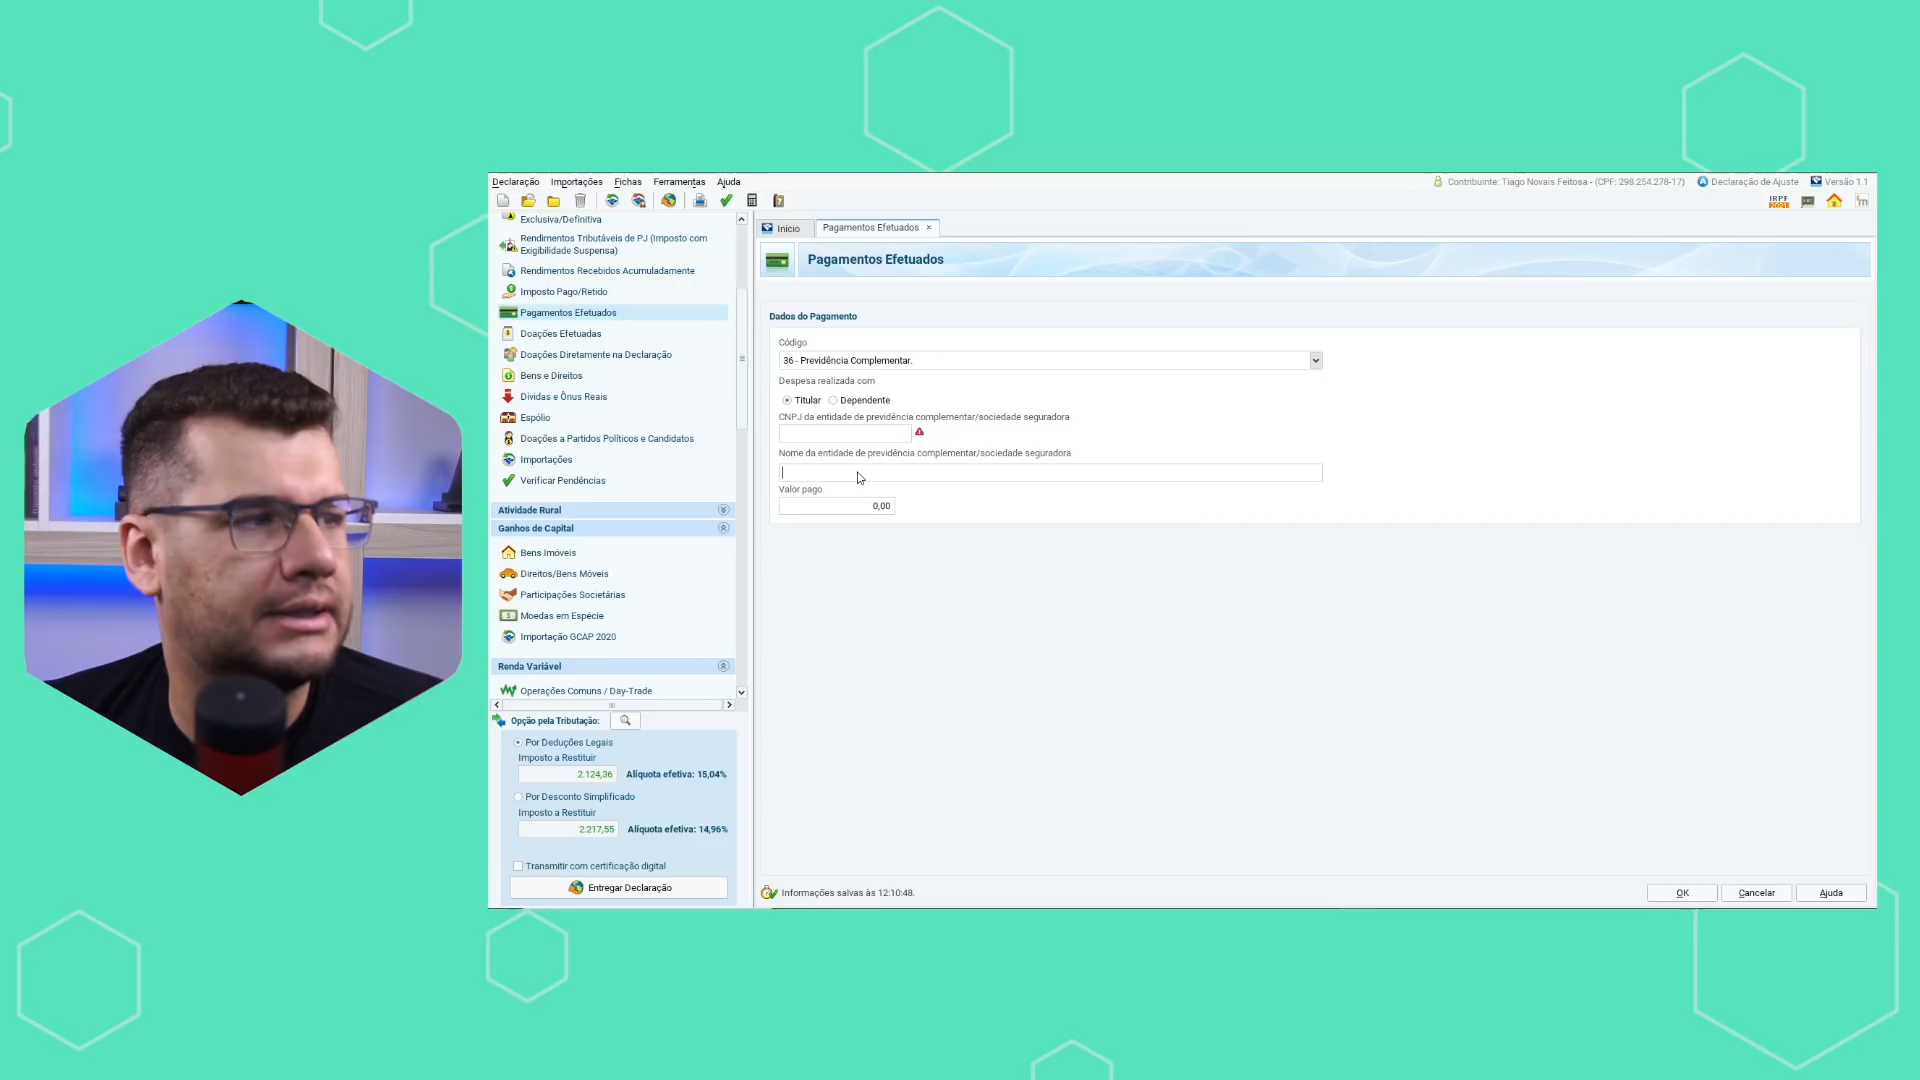 Declaração Importações Fichas Ferramentas Ajuda
Contribuinte: Tiago Novais Feitosa - (CPF: 298.254.278-17) Declaração de Ajuste Versão 1.1
IRPF
2021
Exclusiva/Definitiva
Rendimentos Tributáveis de PJ (Imposto com
Exigibilidade Suspensa)
Rendimentos Recebidos Acumuladamente
Imposto Pago/Retido
Pagamentos Efetuados
Doações Efetuadas
Doações Diretamente na Declaração
Bens e Direitos
Dívidas e Ônus Reais
Espólio
Doações a Partidos Políticos e Candidatos
Importações
Verificar Pendências
Atividade Rural
Ganhos de Capital
Bens Imóveis
Direitos/Bens Móveis
Participações Societárias
Moedas em Espécie
Importação GCAP 2020
Renda Variável
Operações Comuns / Day-Trade
Opção pela Tributação:
Por Deduções Legais
Imposto a Restituir
2.124,36 Alíquota efetiva: 15,04%
Por Desconto Simplificado
Imposto a Restituir
2.217,55 Alíquota efetiva: 14,96%
Transmitir com certificação digital
Entregar Declaração
Início Pagamentos Efetuados ×
Pagamentos Efetuados
Dados do Pagamento
Código
36 - Previdência Complementar.
Despesa realizada com
Titular Dependente
CNPJ da entidade de previdência complementar/sociedade seguradora
Nome da entidade de previdência complementar/sociedade seguradora
Valor pago
0,00
Informações salvas às 12:10:48.
OK Cancelar Ajuda